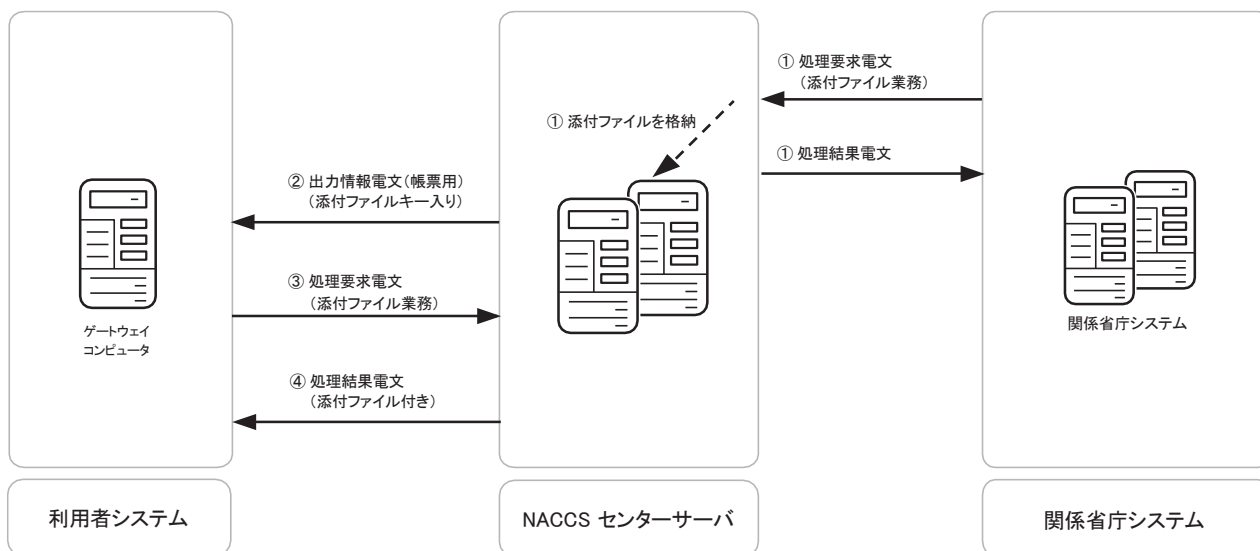 ① 処理要求電文
（添付ファイル業務）
① 添付ファイルを格納
① 処理結果電文
② 出力情報電文（帳票用）
（添付ファイルキー入り）
③ 処理要求電文
（添付ファイル業務）
ゲートウェイ
コンピュータ
関係省庁システム
④ 処理結果電文
（添付ファイル付き）
利用者システム
NACCS センターサーバ
関係省庁システム